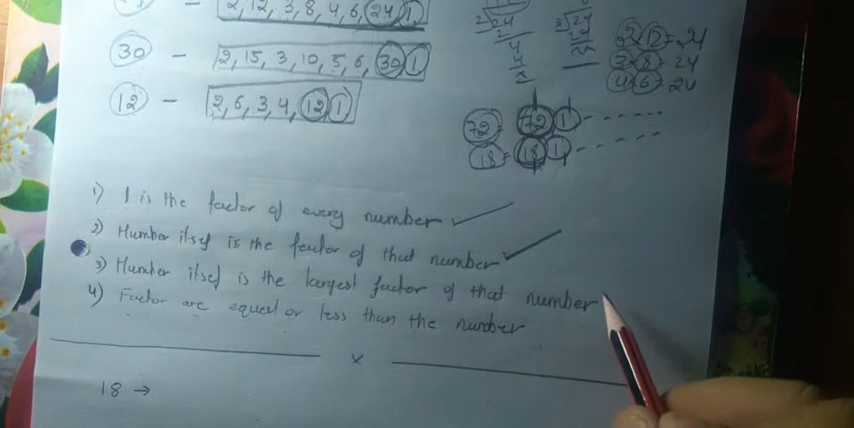 2, 12, 3, 8, 4, 6, 24, 1
30 - 2, 15, 3, 10, 5, 6, 30, 1
12 - 2, 6, 3, 4, 12, 1
2 24
3 24
2 12 = 24
3 8 = 24
4 6 = 24
72 = 72 1 - - - - - -
18 = 18 1 - - - - - -
1) 1 is the factor of every number ✓
2) Number itself is the factor of that number ✓
3) Number itself is the largest factor of that number
4) Factor are equal or less than the number
x
18 →